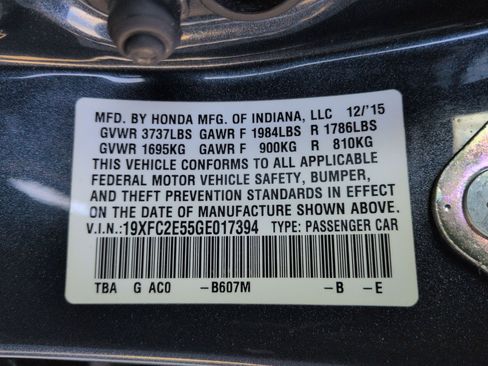 MFD. BY HONDA MFG. OF INDIANA, LLC 12/'15
GVWR 3737LBS GAWR F 1984LBS R 1786LBS
GVWR 1695KG GAWR F 900KG R 810KG
THIS VEHICLE CONFORMS TO ALL APPLICABLE
FEDERAL MOTOR VEHICLE SAFETY, BUMPER,
AND THEFT PREVENTION STANDARDS IN EFFECT
ON THE DATE OF MANUFACTURE SHOWN ABOVE.
V.I.N.:19XFC2E55GE017394 TYPE: PASSENGER CAR
TBA G AC0 –B607M –B –E